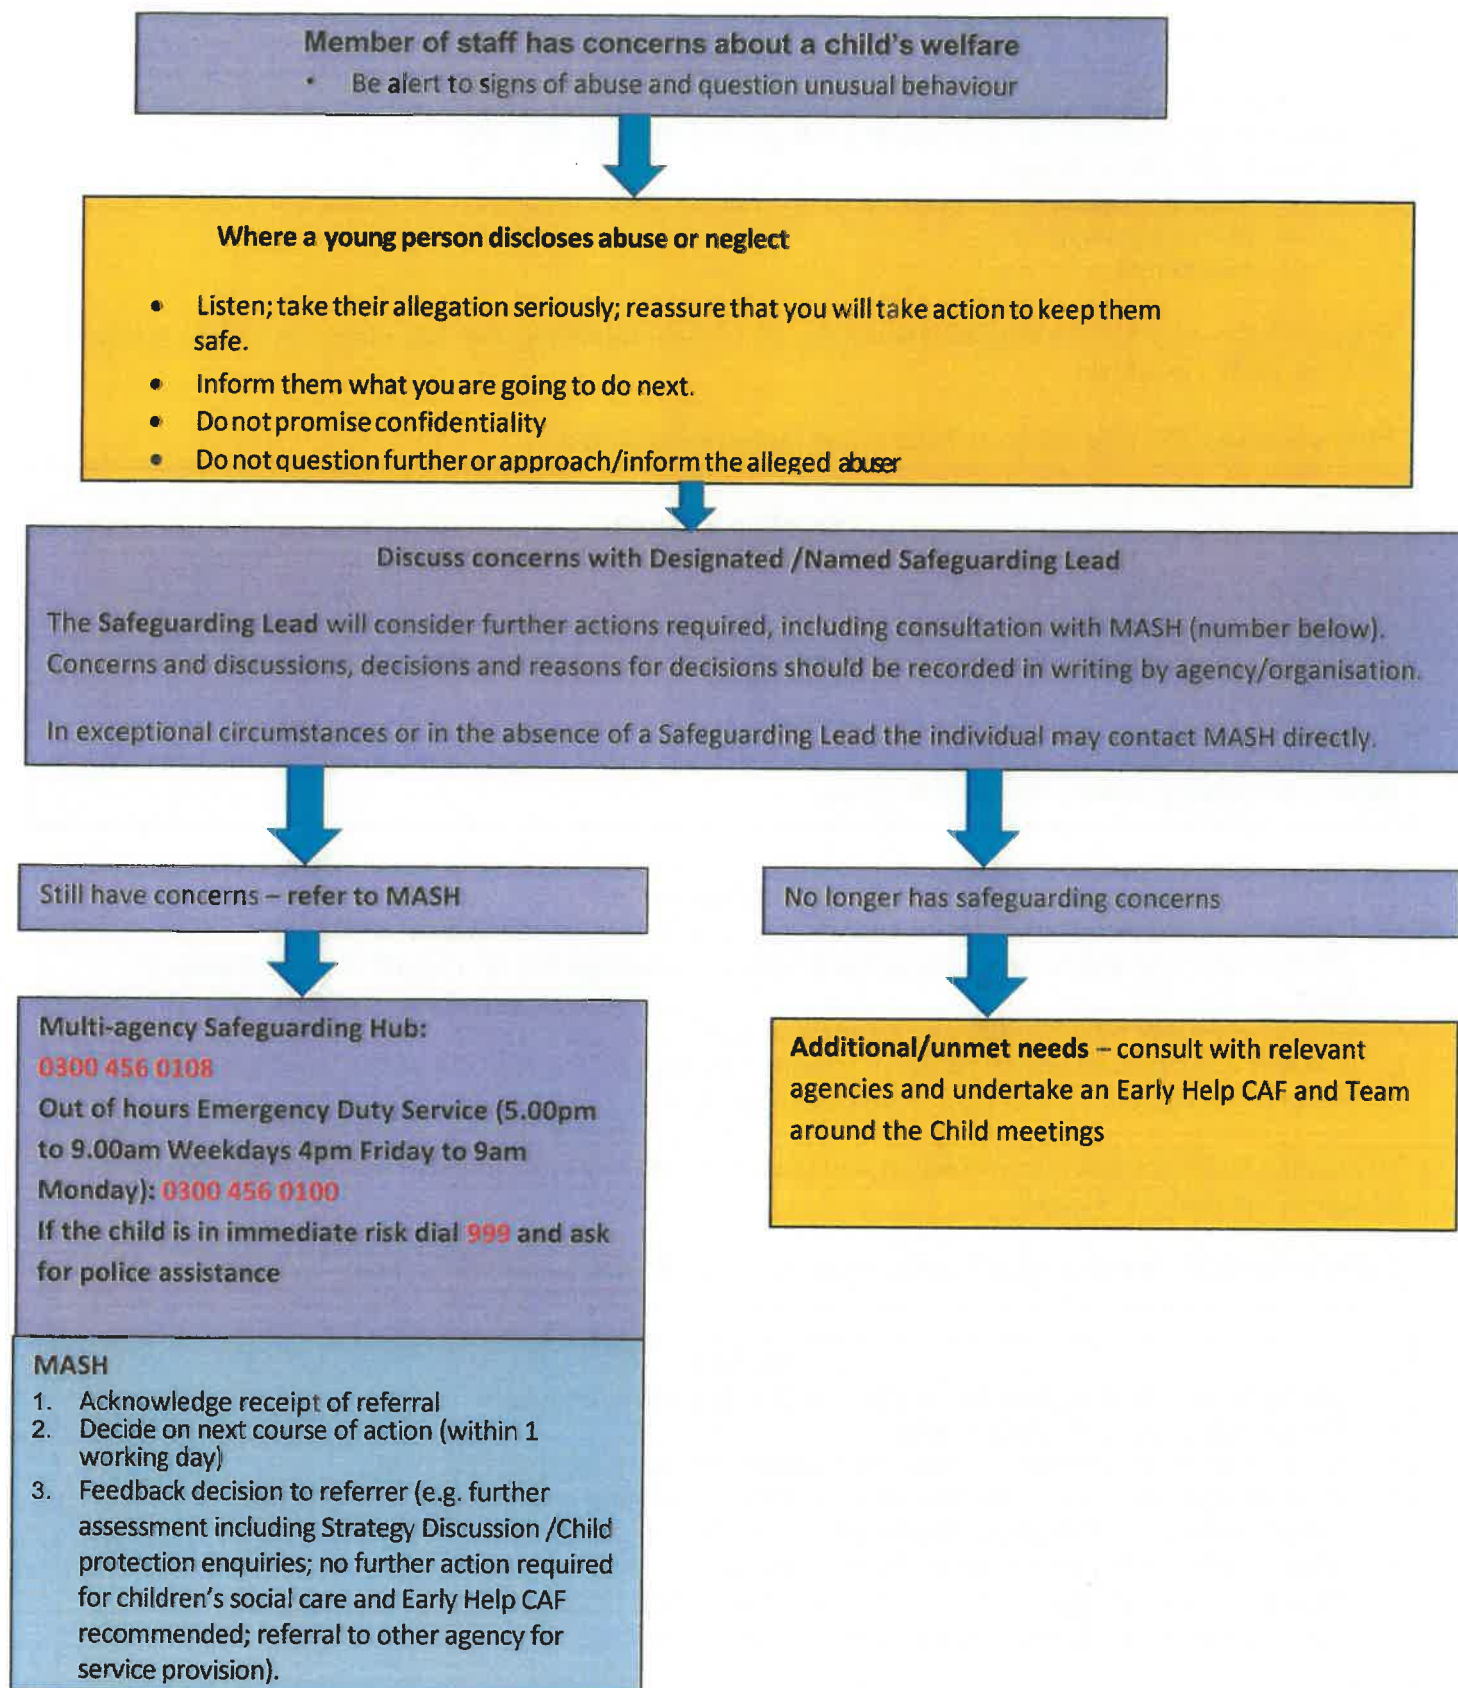 Member of staff has concerns about a child's welfare
• Be alert to signs of abuse and question unusual behaviour
Where a young person discloses abuse or neglect
• Listen; take their allegation seriously; reassure that you will take action to keep them
safe.
• Inform them what you are going to do next.
• Do not promise confidentiality
• Do not question further or approach/inform the alleged abuser
Discuss concerns with Designated /Named Safeguarding Lead
The Safeguarding Lead will consider further actions required, including consultation with MASH (number below).
Concerns and discussions, decisions and reasons for decisions should be recorded in writing by agency/organisation.
In exceptional circumstances or in the absence of a Safeguarding Lead the individual may contact MASH directly.
Still have concerns – refer to MASH
No longer has safeguarding concerns
Multi-agency Safeguarding Hub:
0300 456 0108
Out of hours Emergency Duty Service (5.00pm
to 9.00am Weekdays 4pm Friday to 9am
Monday): 0300 456 0100
If the child is in immediate risk dial 999 and ask
for police assistance
Additional/unmet needs – consult with relevant
agencies and undertake an Early Help CAF and Team
around the Child meetings
MASH
1. Acknowledge receipt of referral
2. Decide on next course of action (within 1
working day)
3. Feedback decision to referrer (e.g. further
assessment including Strategy Discussion /Child
protection enquiries; no further action required
for children's social care and Early Help CAF
recommended; referral to other agency for
service provision).